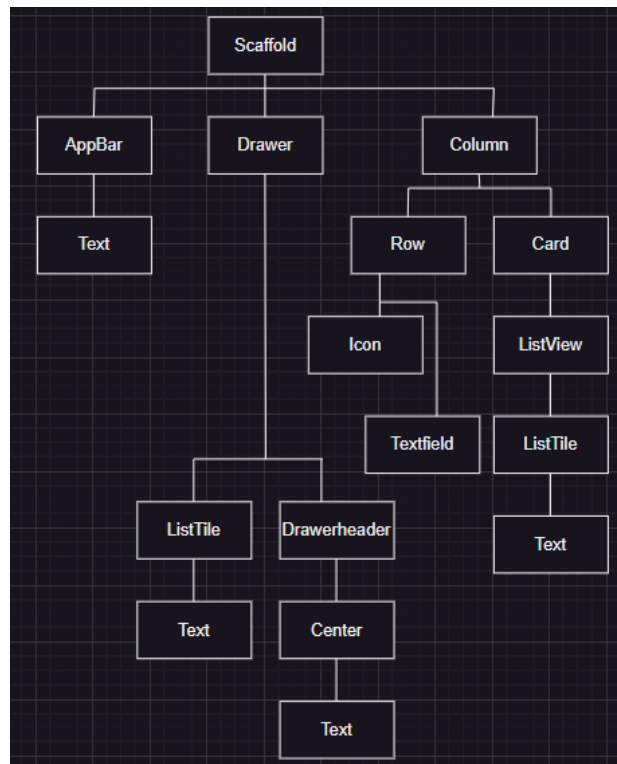 Scaffold
AppBar
Drawer
Column
Text
Row
Card
Icon
ListView
Textfield
ListTile
ListTile
Drawerheader
Text
Text
Center
Text